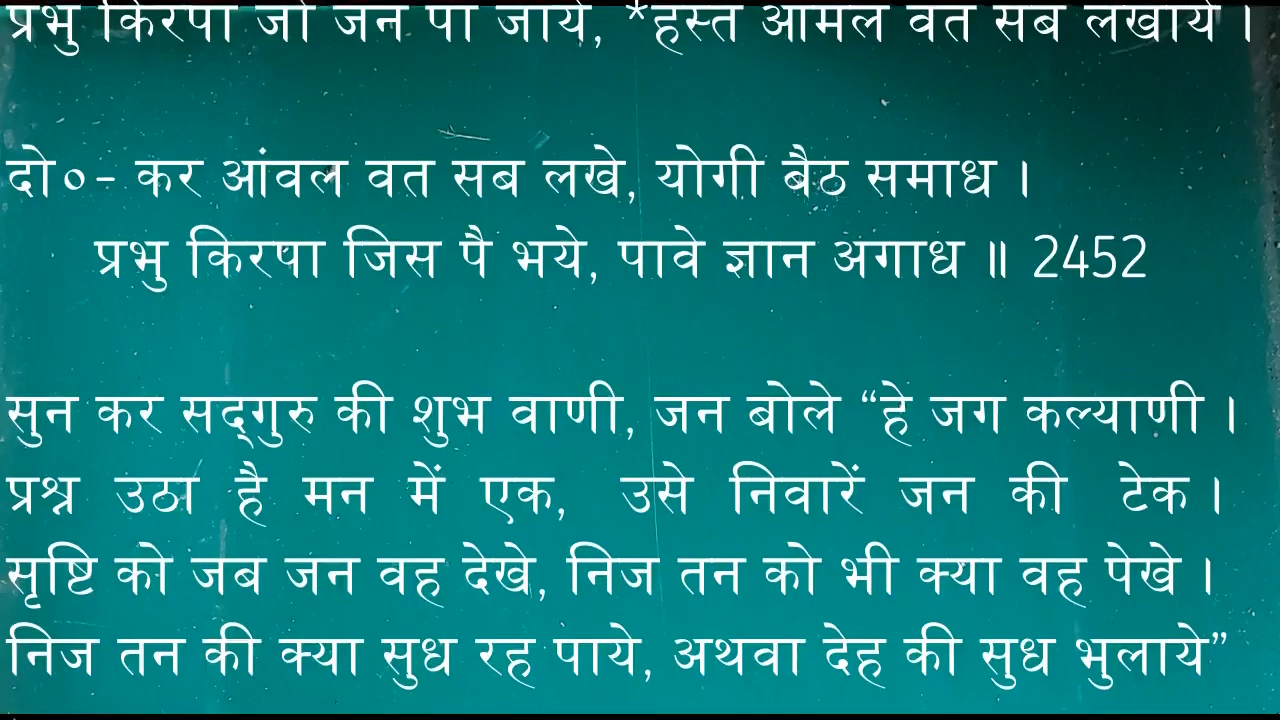 प्रभु किरपा जो जन पा जाये, *हस्त आमल वत सब लखाये ।
दो०- कर आंवल वत सब लखे, योगी बैठ समाध ।
प्रभु किरपा जिस पै भये, पावे ज्ञान अगाध ॥ 2452
सुन कर सद्‌गुरु की शुभ वाणी, जन बोले “हे जग कल्याणी ।
प्रश्न उठा है मन में एक, उसे निवारें जन की टेक ।
सृष्टि को जब जन वह देखे, निज तन को भी क्या वह पेखे ।
निज तन की क्या सुध रह पाये, अथवा देह की सुध भुलाये”